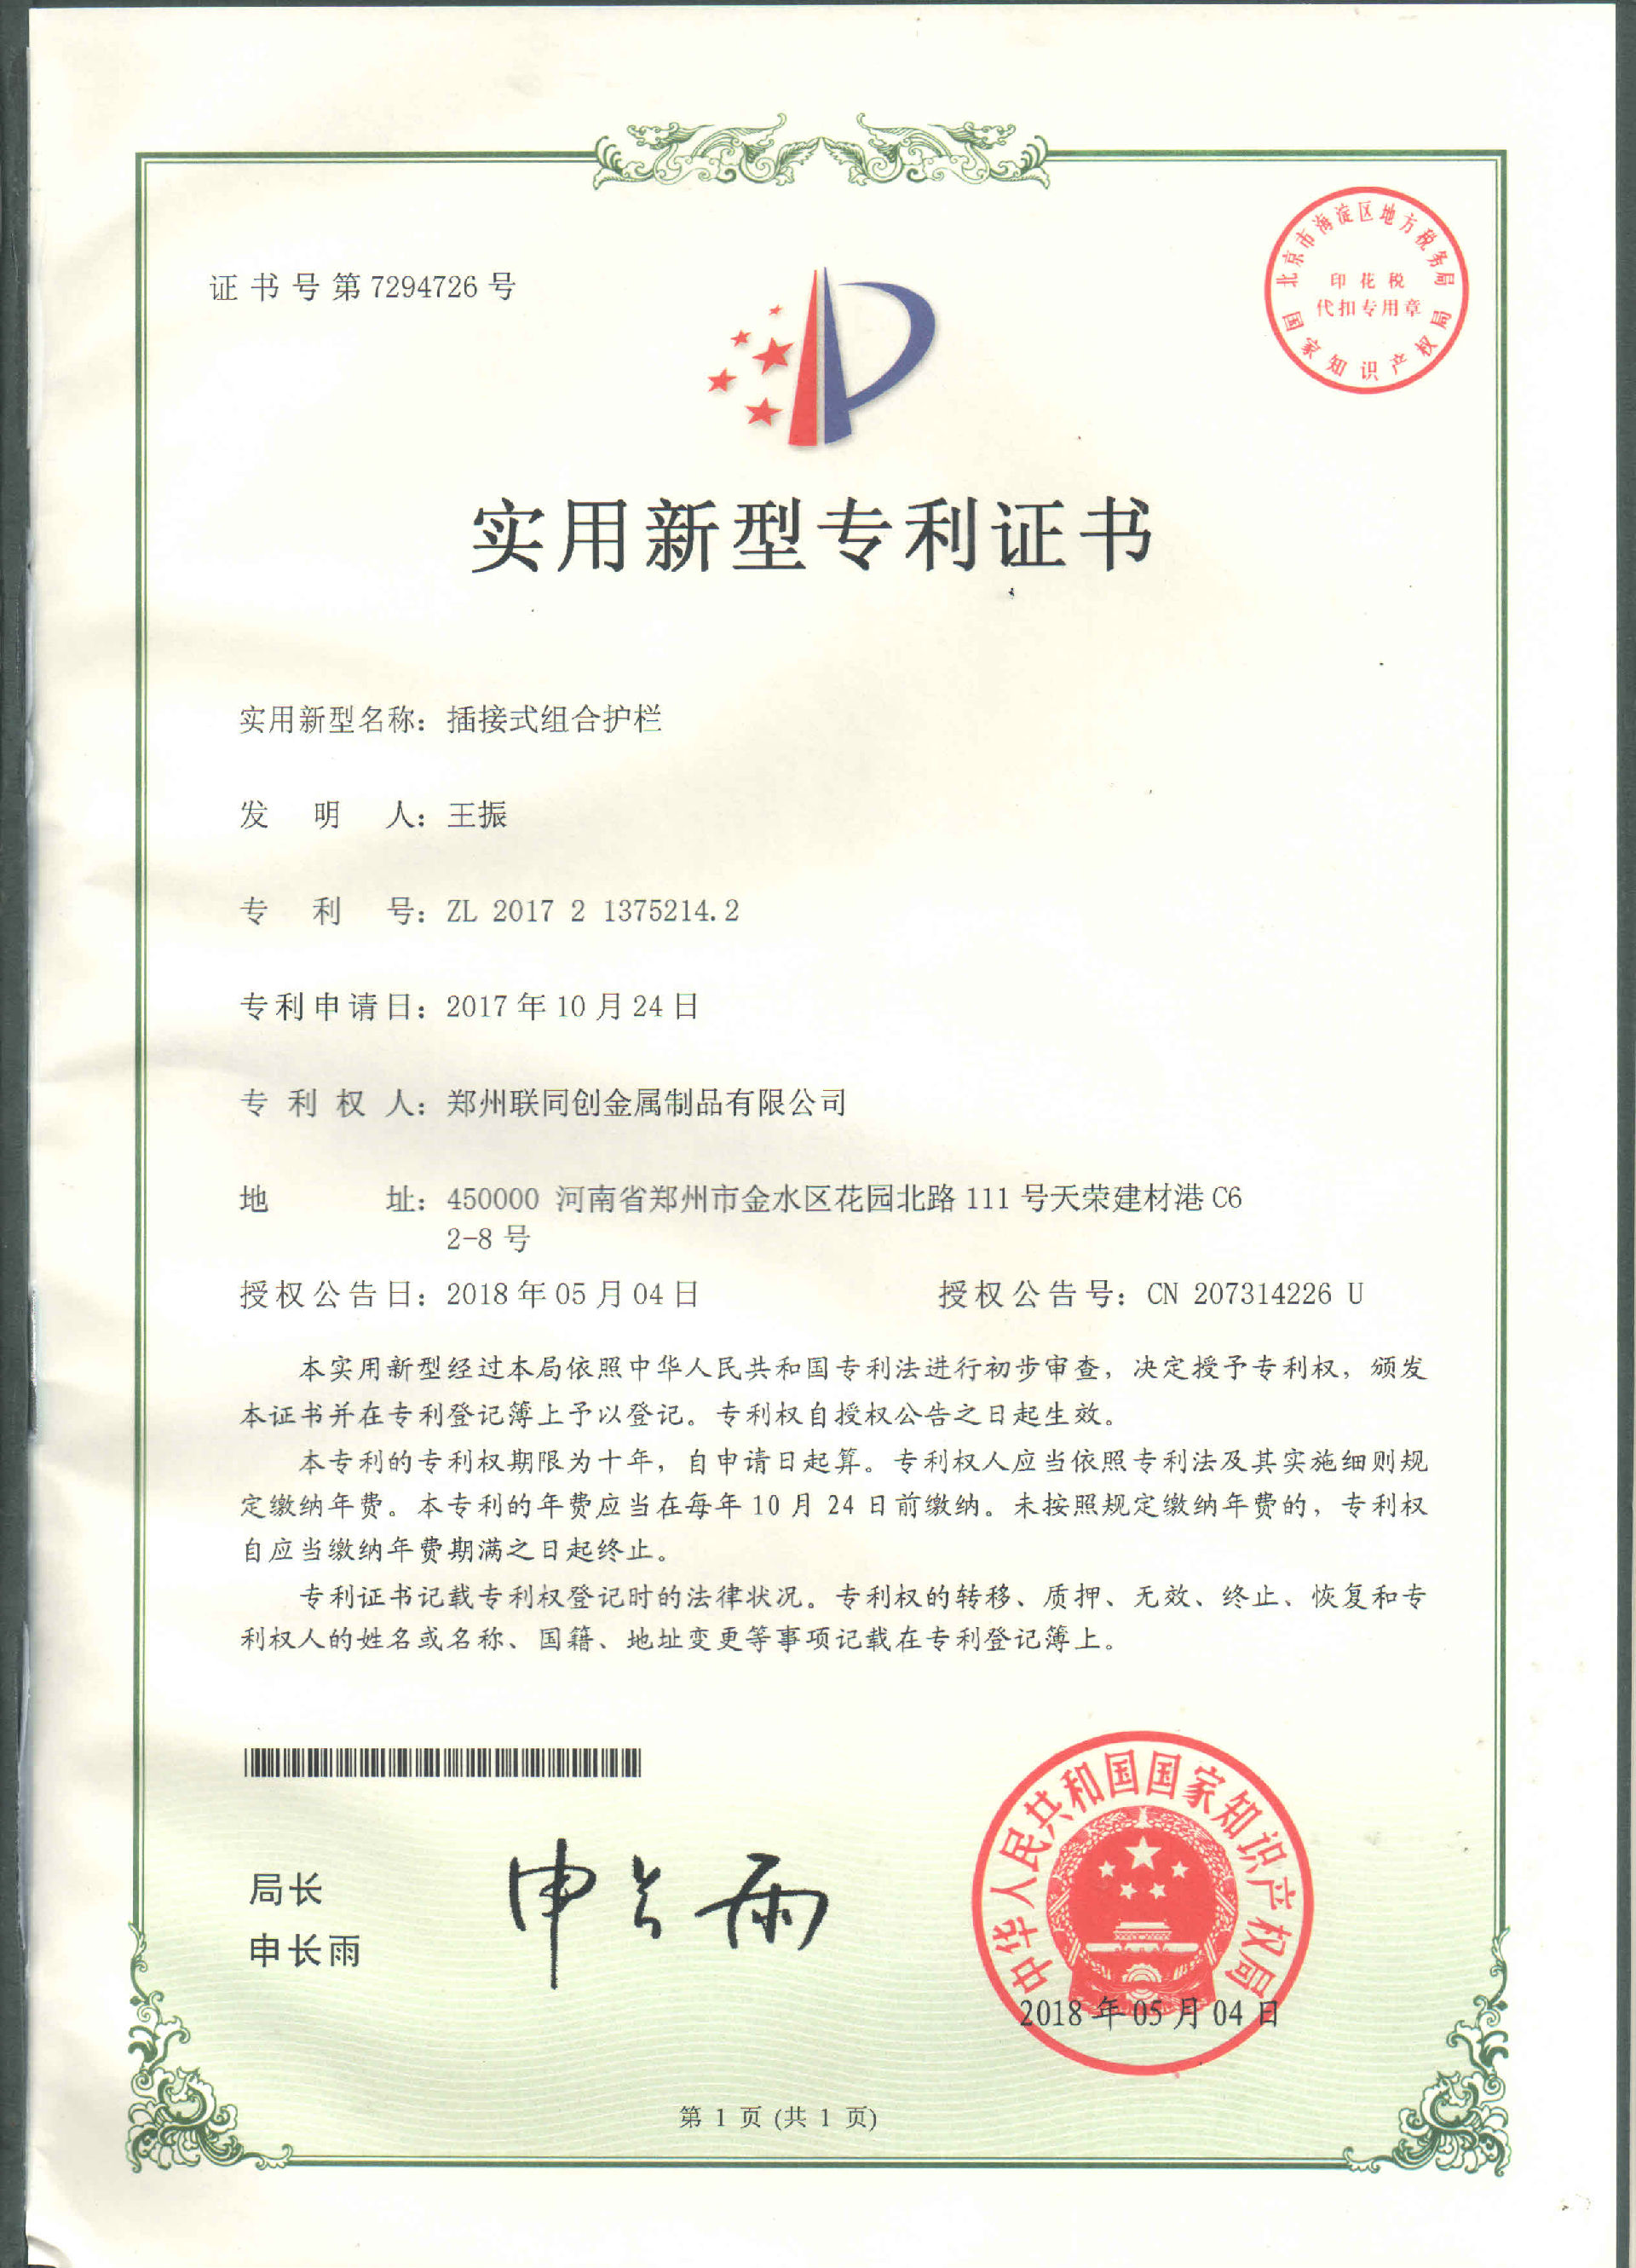 证书号第7294726号
北京市海淀区地方税务局
印花税
代扣专用章
国家知识产权局
实用新型专利证书
实用新型名称：插接式组合护栏
发明人：王振
专利号：ZL 2017 2 1375214.2
专利申请日：2017年10月24日
专利权人：郑州联同创金属制品有限公司
地址：450000 河南省郑州市金水区花园北路111号天荣建材港C6
2-8号
授权公告日：2018年05月04日 授权公告号：CN 207314226 U
本实用新型经过本局依照中华人民共和国专利法进行初步审查，决定授予专利权，颁发
本证书并在专利登记簿上予以登记。专利权自授权公告之日起生效。
本专利的专利权期限为十年，自申请日起算。专利权人应当依照专利法及其实施细则规
定缴纳年费。本专利的年费应当在每年10月24日前缴纳。未按照规定缴纳年费的，专利权
自应当缴纳年费期满之日起终止。
专利证书记载专利权登记时的法律状况。专利权的转移、质押、无效、终止、恢复和专
利权人的姓名或名称、国籍、地址变更等事项记载在专利登记簿上。
局长
申长雨
申长雨
中华人民共和国国家知识产权局
2018年05月04日
第1页(共1页)